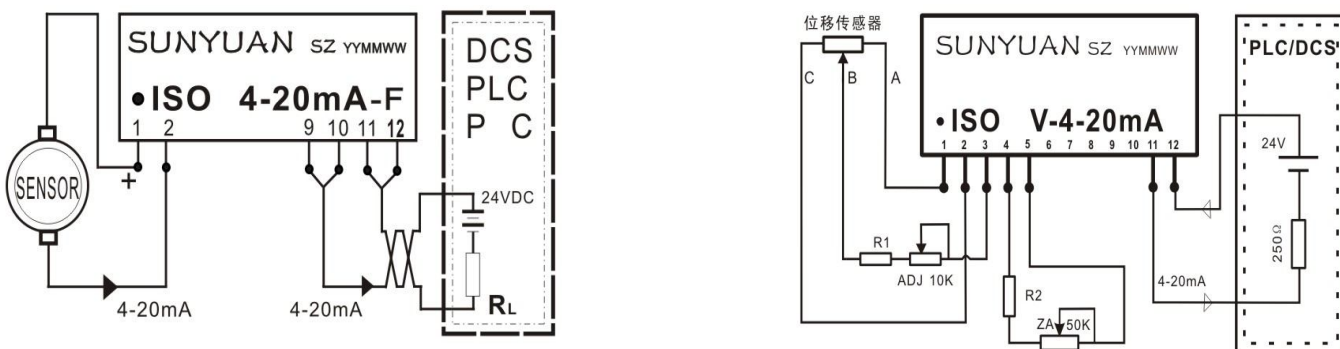 SUNYUAN SZ YYMMWW
•ISO 4-20mA-F
1 2 9 10 11 12
+
SENSOR
4-20mA
4-20mA
DCS
PLC
P C
24VDC
RL
位移传感器
C B A
SUNYUAN SZ YYMMWW
•ISO V-4-20mA
1 2 3 4 5 6 7 8 9 10 11 12
R1
ADJ 10K
R2
ZA 50K
4-20mA
PLC/DCS
24V
250Ω